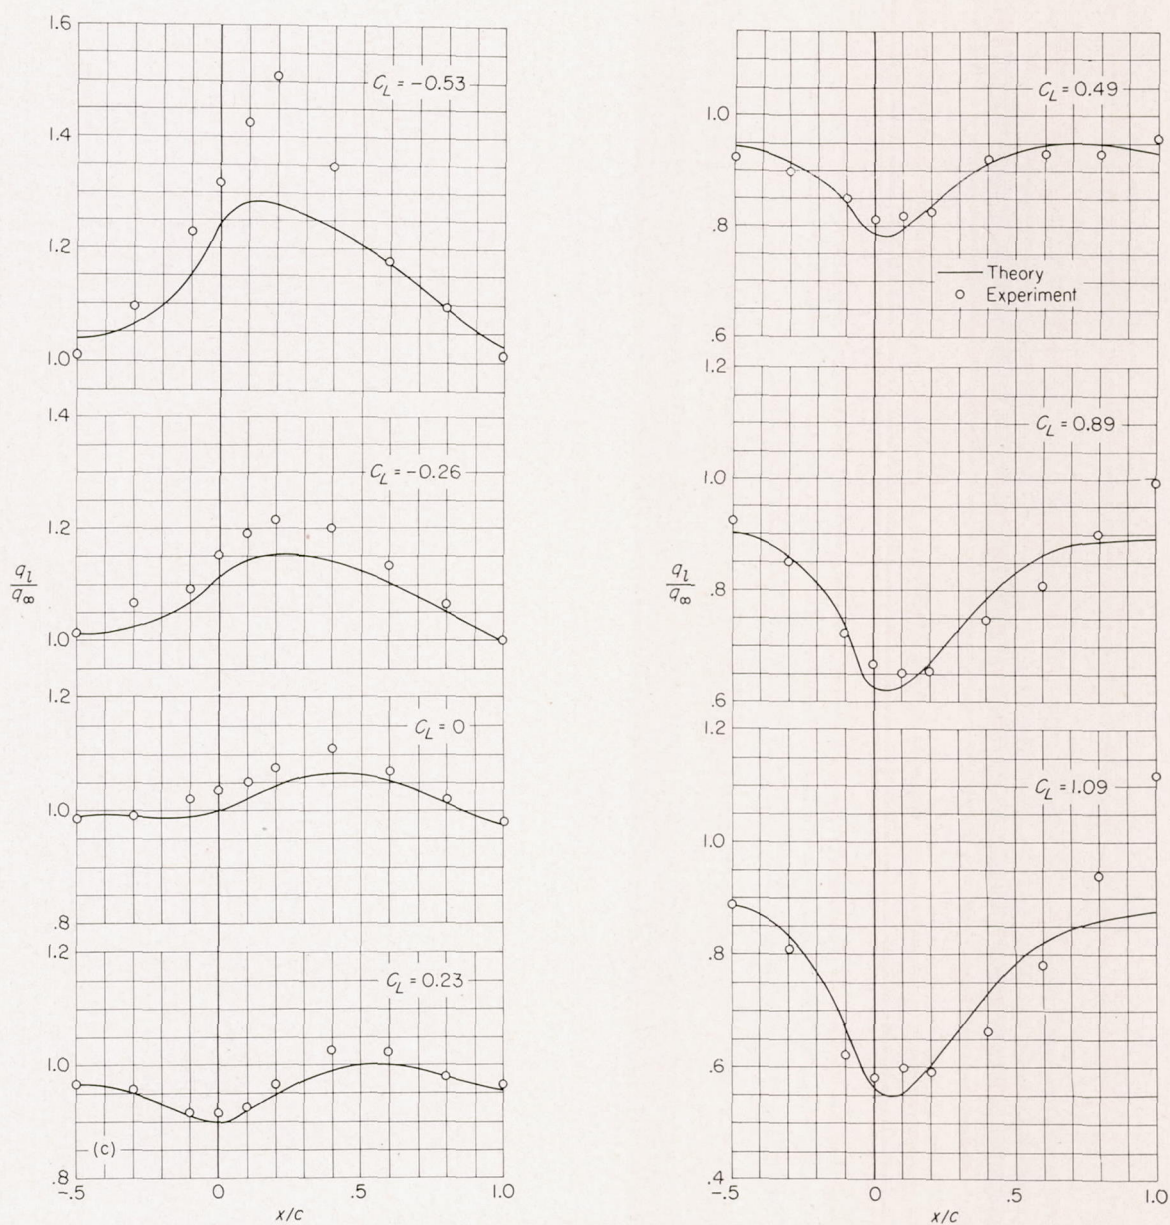 1.6
C_L = -0.53
1.4
1.2
1.0
1.4
C_L = -0.26
1.2
q_l
q_∞
1.0
1.2
C_L = 0
1.0
.8
1.2
C_L = 0.23
1.0
(c)
.8
-.5 0 .5 1.0
x/c
C_L = 0.49
1.0
.8
Theory
Experiment
.6
1.2
C_L = 0.89
1.0
q_l
q_∞
.8
.6
1.2
C_L = 1.09
1.0
.8
.6
.4
-.5 0 .5 1.0
x/c